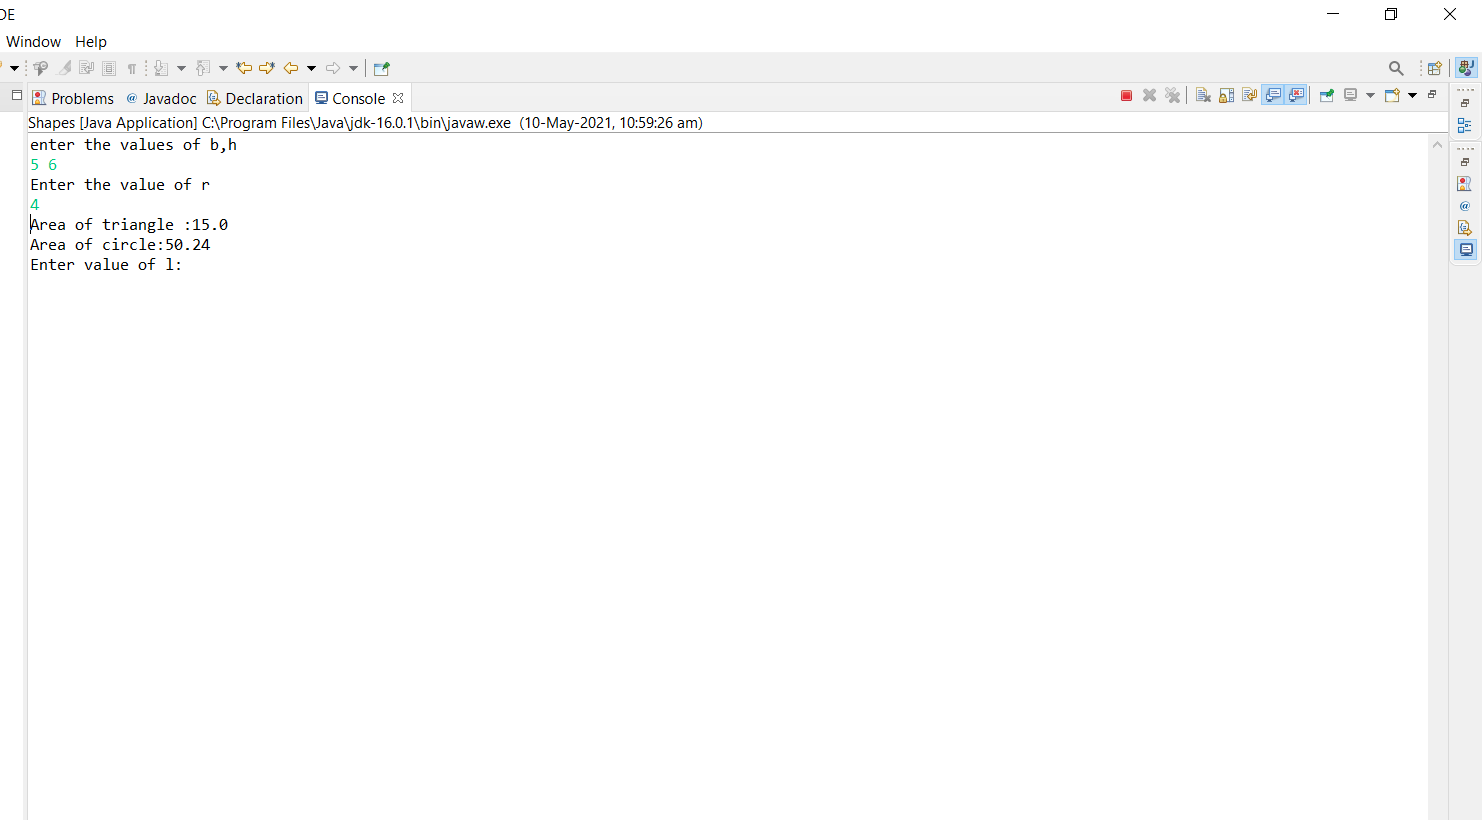 DE
Window Help
Problems @ Javadoc Declaration Console
Shapes [Java Application] C:\Program Files\Java\jdk-16.0.1\bin\javaw.exe (10-May-2021, 10:59:26 am)
enter the values of b,h
5 6
Enter the value of r
4
Area of triangle :15.0
Area of circle:50.24
Enter value of l: